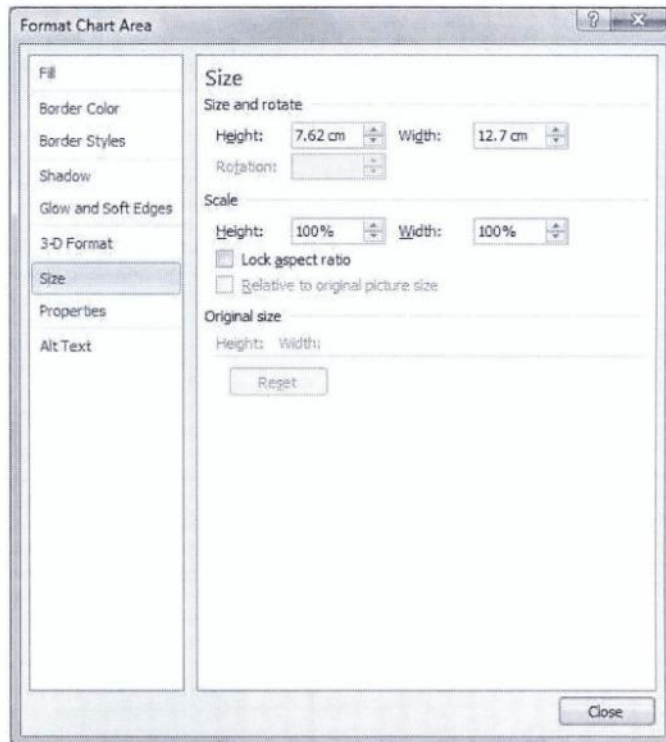 Format Chart Area
Fill
Border Color
Border Styles
Shadow
Glow and Soft Edges
3-D Format
Size
Properties
Alt Text
Size
Size and rotate
Height: 7.62 cm Width: 12.7 cm
Rotation:
Scale
Height: 100% Width: 100%
Lock aspect ratio
Relative to original picture size
Original size
Height: Width:
Reset
Close